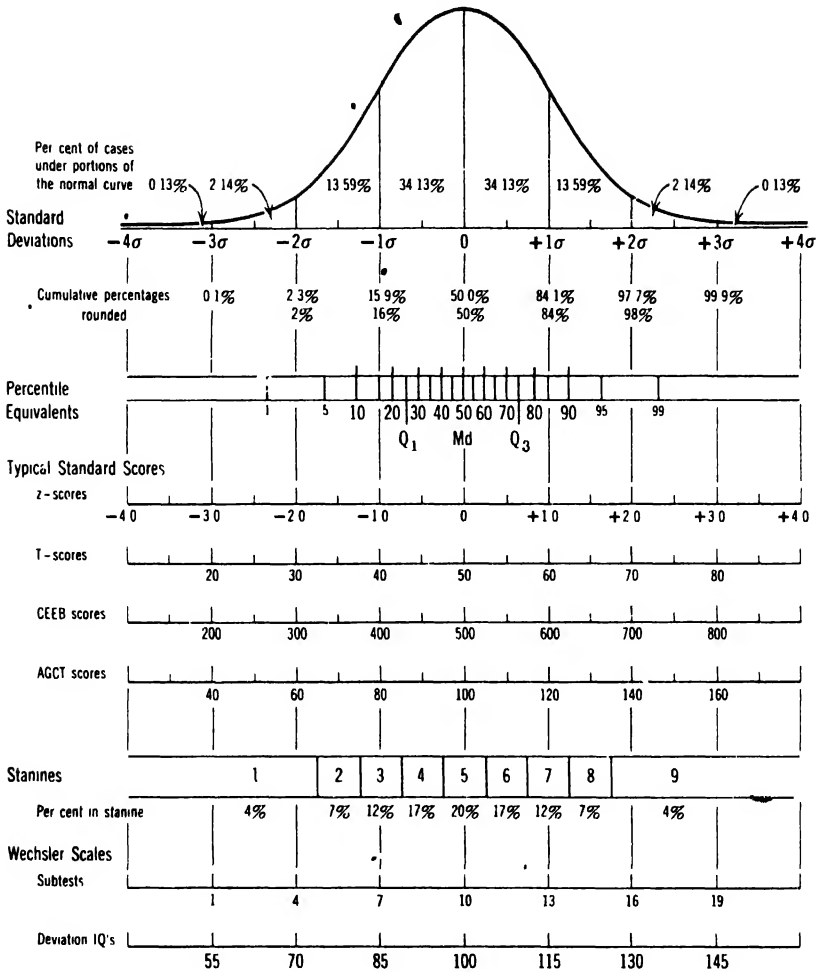 Per cent of cases
under portions of
the normal curve
0 13% 2 14% 13 59% 34 13% 34 13% 13 59% 2 14% 0 13%
Standard
Deviations
−4σ −3σ −2σ −1σ 0 +1σ +2σ +3σ +4σ
Cumulative percentages 0 1% 2 3% 15 9% 50 0% 84 1% 97 7% 99 9%
rounded 2% 16% 50% 84% 98%
Percentile
Equivalents
1 5 10 20 30 40 50 60 70 80 90 95 99
Q1 Md Q3
Typical Standard Scores
z-scores
−4 0 −3 0 −2 0 −1 0 0 +1 0 +2 0 +3 0 +4 0
T-scores
20 30 40 50 60 70 80
CEEB scores
200 300 400 500 600 700 800
AGCT scores
40 60 80 100 120 140 160
Stanines 1 2 3 4 5 6 7 8 9
Per cent in stanine 4% 7% 12% 17% 20% 17% 12% 7% 4%
Wechsler Scales
Subtests
1 4 7 10 13 16 19
Deviation IQ's
55 70 85 100 115 130 145